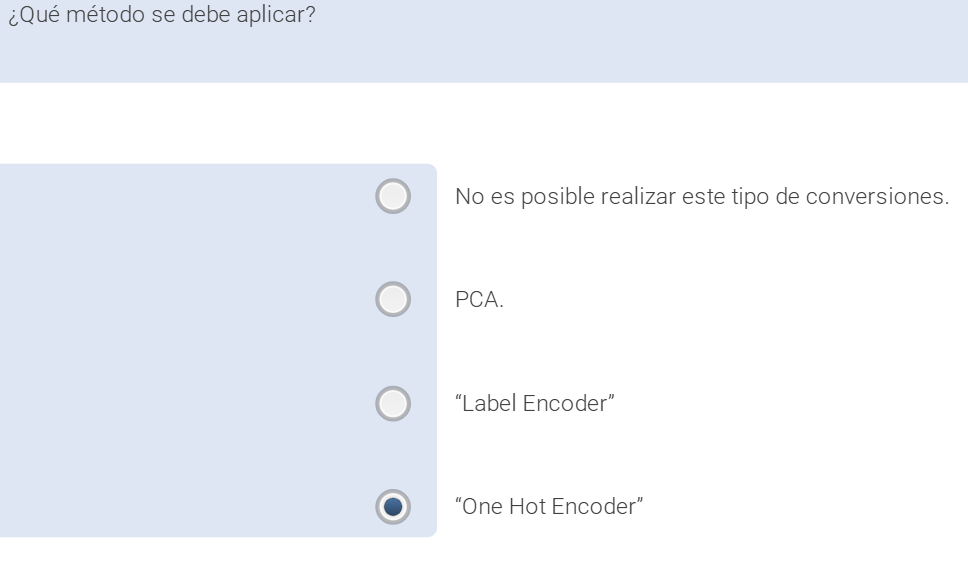 ¿Qué método se debe aplicar?
No es posible realizar este tipo de conversiones.
PCA.
“Label Encoder”
“One Hot Encoder”